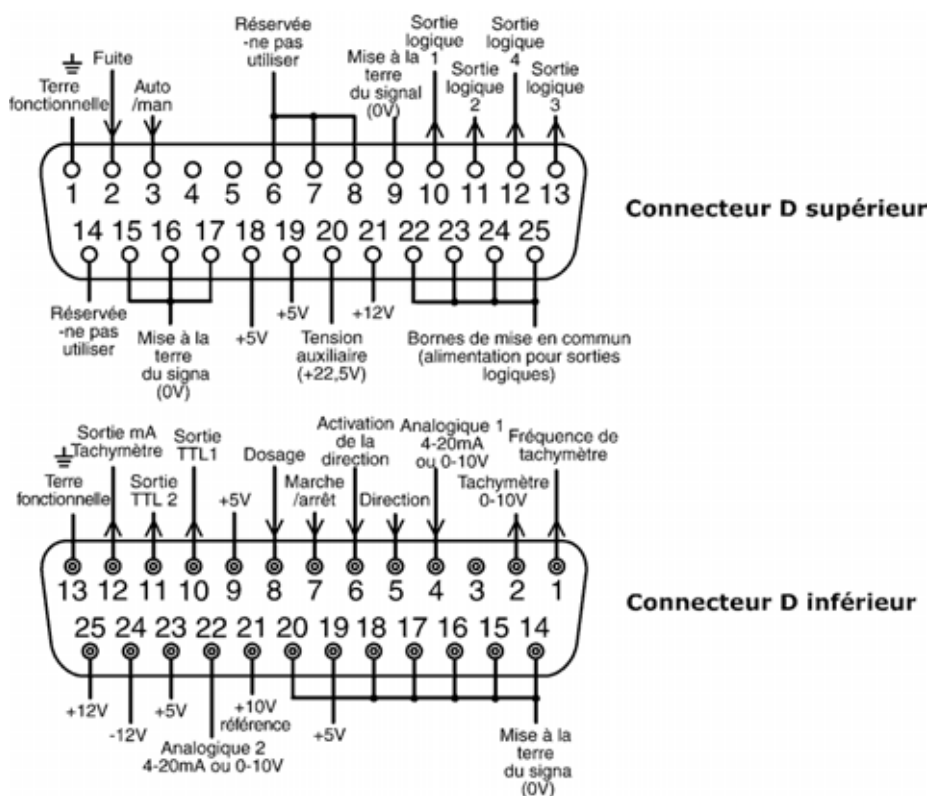 Réservée
-ne pas
utiliser
Sortie
logique
1
Sortie
logique
4
Fuite
Mise à la
terre
du signal
(0V)
Sortie
logique
2
Sortie
logique
3
Terre
fonctionnelle
Auto
/man
1 2 3 4 5 6 7 8 9 10 11 12 13
Connecteur D supérieur
14 15 16 17 18 19 20 21 22 23 24 25
Réservée
-ne pas
utiliser
Mise à la
terre
du signa
(0V)
+5V
+5V
Tension
auxiliaire
(+22,5V)
+12V
Bornes de mise en commun
(alimentation pour sorties
logiques)
Sortie mA
Tachymètre
Sortie
TTL1
Dosage
Activation
de la
direction
Analogique 1
4-20mA
ou 0-10V
Fréquence de
tachymètre
Terre
fonctionnelle
Sortie
TTL 2
+5V
Marche
/arrêt
Direction
Tachymètre
0-10V
13 12 11 10 9 8 7 6 5 4 3 2 1
Connecteur D inférieur
25 24 23 22 21 20 19 18 17 16 15 14
+12V
-12V
+5V
Analogique 2
4-20mA ou 0-10V
+10V
référence
+5V
Mise à la
terre
du signa
(0V)